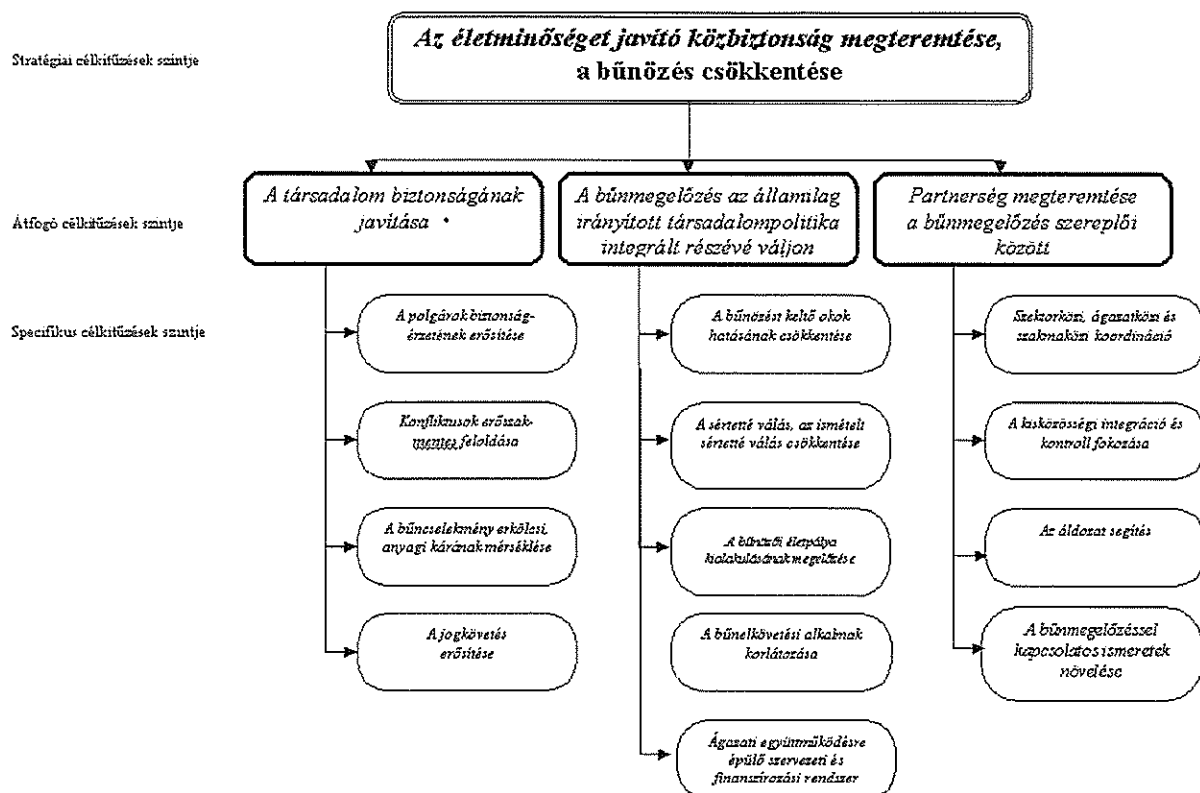 Stratégiai célkitűzések szintje
Az életminőséget javító közbiztonság megteremtése,
a bűnözés csökkentése
Átfogó célkitűzések szintje
A társadalom biztonságának
javítása
A bűnmegelőzés az államilag
irányított társadalompolitika
integrált részévé váljon
Partnerség megteremtése
a bűnmegelőzés szereplői
között
Specifikus célkitűzések szintje
A polgárok biztonság-
érzetének erősítése
Konfliktusok erőszak-
mentes feloldása
A bűncselekmény erkölcsi,
anyagi kárának mérséklése
A jogkövetés
erősítése
A bűnözést keltő okok
hatásának csökkentése
A sértetté válás, az ismételt
sértetté válás csökkentése
A bűnözői életpálya
kialakulásának megelőzése
A bűnelkövetési alkalmak
korlátozása
Ágazati együttműködésre
épülő szervezeti és
finanszírozási rendszer
Szektorközi, ágazatközi és
szakmaközi koordináció
A kisközösségi integráció és
kontroll fokozása
Az áldozat segítés
A bűnmegelőzéssel
kapcsolatos ismeretek
növelése